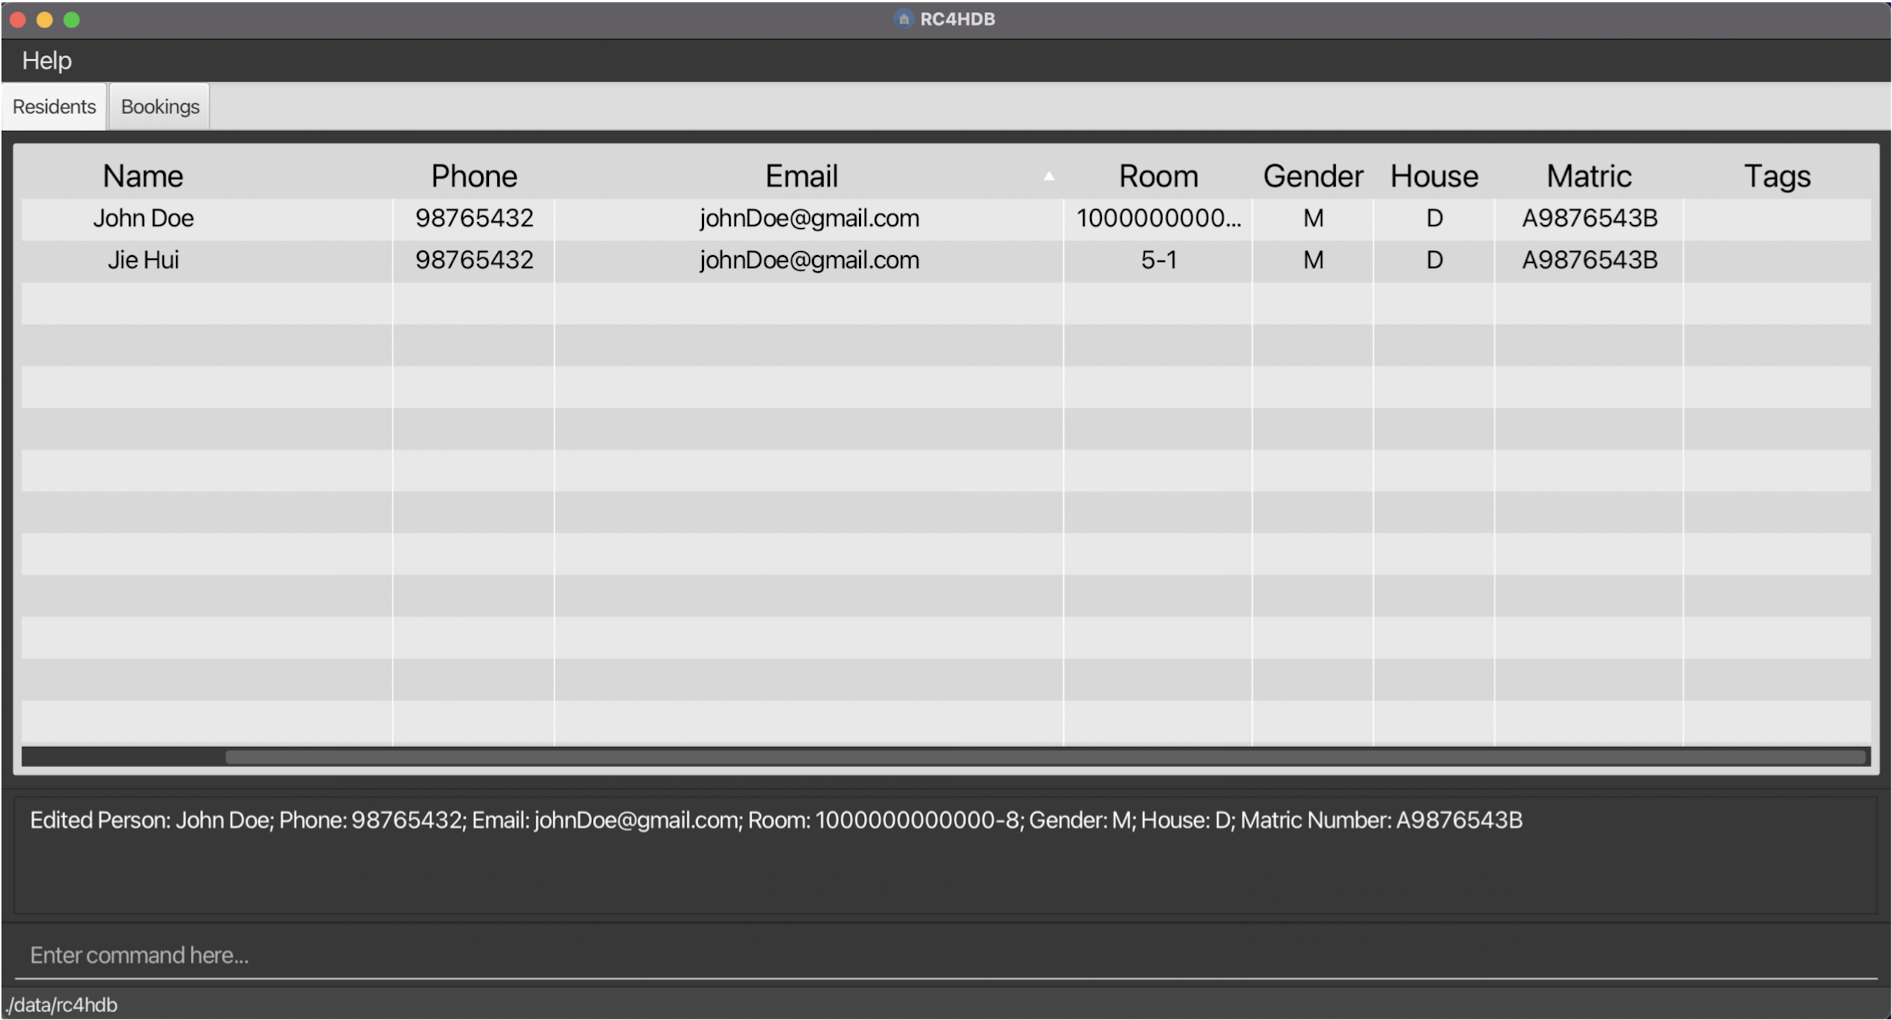 RC4HDB
Help
Residents Bookings
Name Phone Email Room Gender House Matric Tags
John Doe 98765432 johnDoe@gmail.com 1000000000... M D A9876543B
Jie Hui 98765432 johnDoe@gmail.com 5-1 M D A9876543B
Edited Person: John Doe; Phone: 98765432; Email: johnDoe@gmail.com; Room: 1000000000000-8; Gender: M; House: D; Matric Number: A9876543B
Enter command here...
./data/rc4hdb